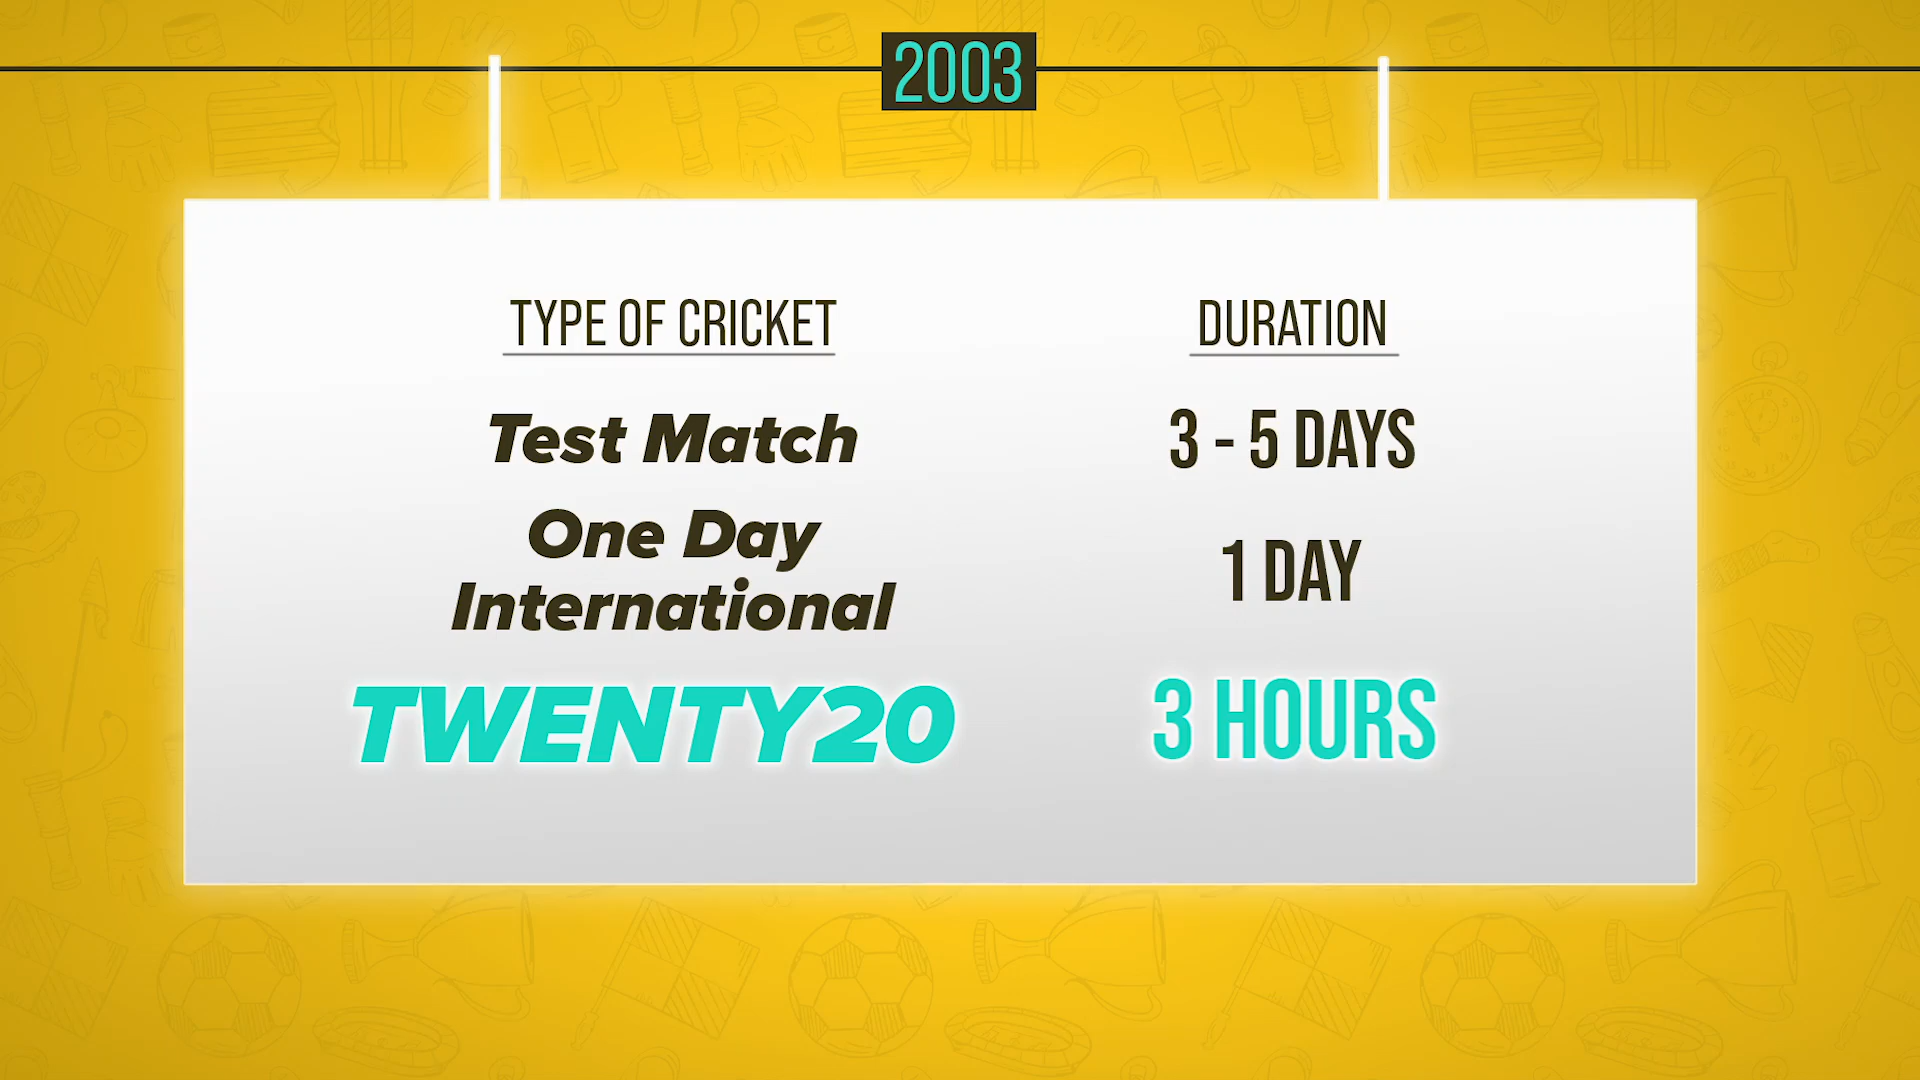 2003
TYPE OF CRICKET
DURATION
Test Match
3 - 5 DAYS
One Day
International
1 DAY
TWENTY20
3 HOURS